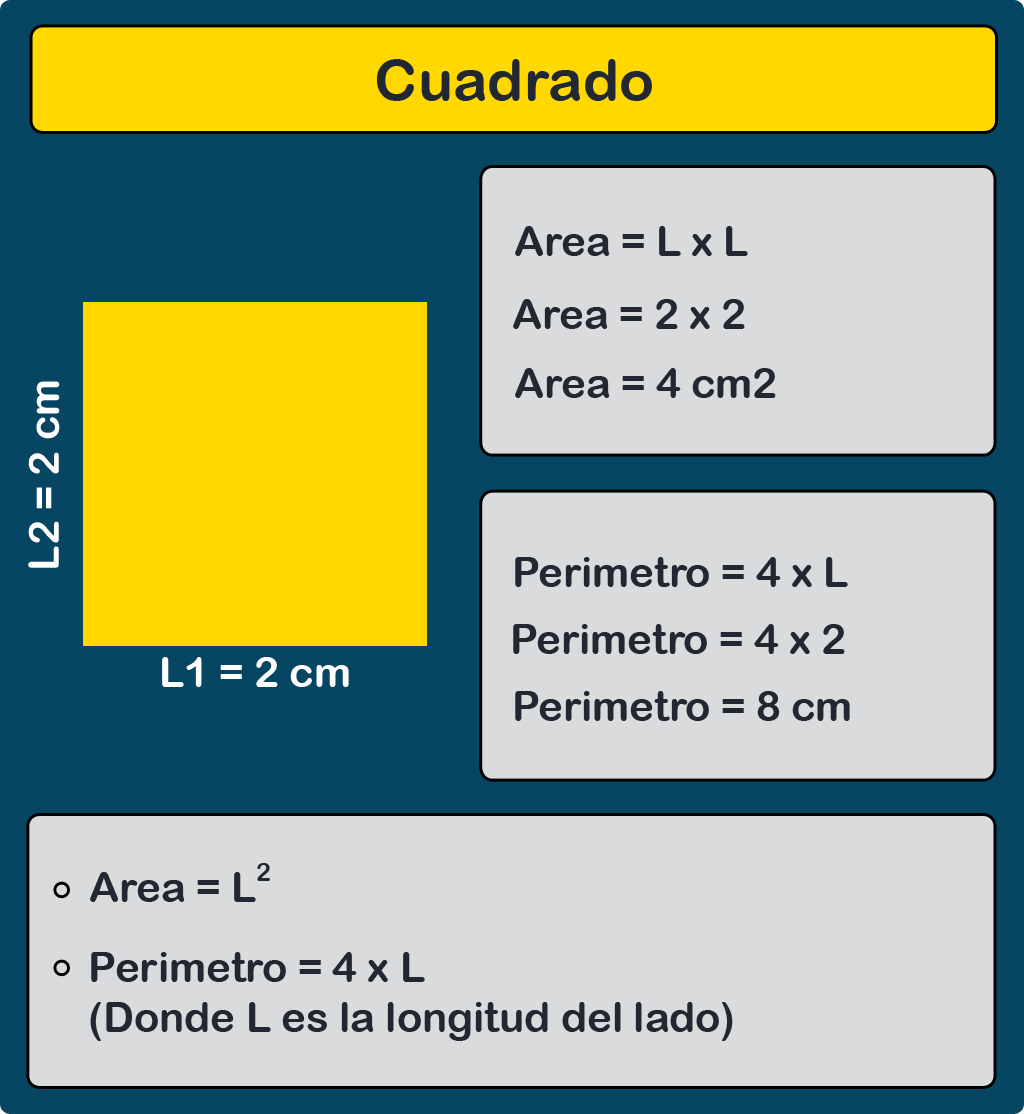 Cuadrado
Area = L x L
Area = 2 x 2
Area = 4 cm2
L2 = 2 cm
L1 = 2 cm
Perimetro = 4 x L
Perimetro = 4 x 2
Perimetro = 8 cm
Area = L²
Perimetro = 4 x L
(Donde L es la longitud del lado)